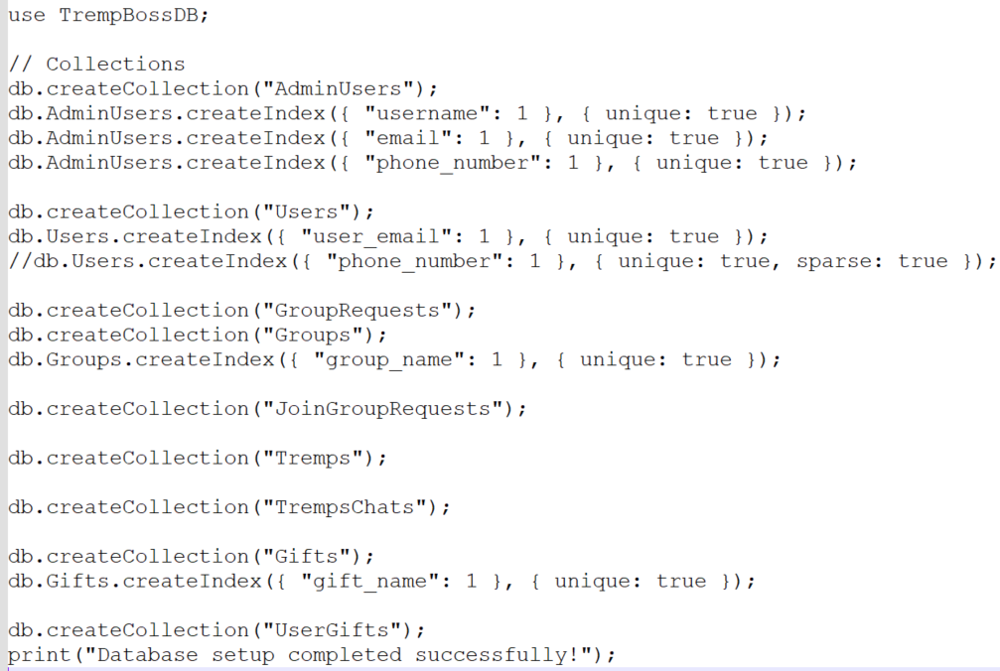 use TrempBossDB;
// Collections
db.createCollection("AdminUsers");
db.AdminUsers.createIndex({ "username": 1 }, { unique: true });
db.AdminUsers.createIndex({ "email": 1 }, { unique: true });
db.AdminUsers.createIndex({ "phone_number": 1 }, { unique: true });
db.createCollection("Users");
db.Users.createIndex({ "user_email": 1 }, { unique: true });
//db.Users.createIndex({ "phone_number": 1 }, { unique: true, sparse: true });
db.createCollection("GroupRequests");
db.createCollection("Groups");
db.Groups.createIndex({ "group_name": 1 }, { unique: true });
db.createCollection("JoinGroupRequests");
db.createCollection("Tremps");
db.createCollection("TrempsChats");
db.createCollection("Gifts");
db.Gifts.createIndex({ "gift_name": 1 }, { unique: true });
db.createCollection("UserGifts");
print("Database setup completed successfully!");